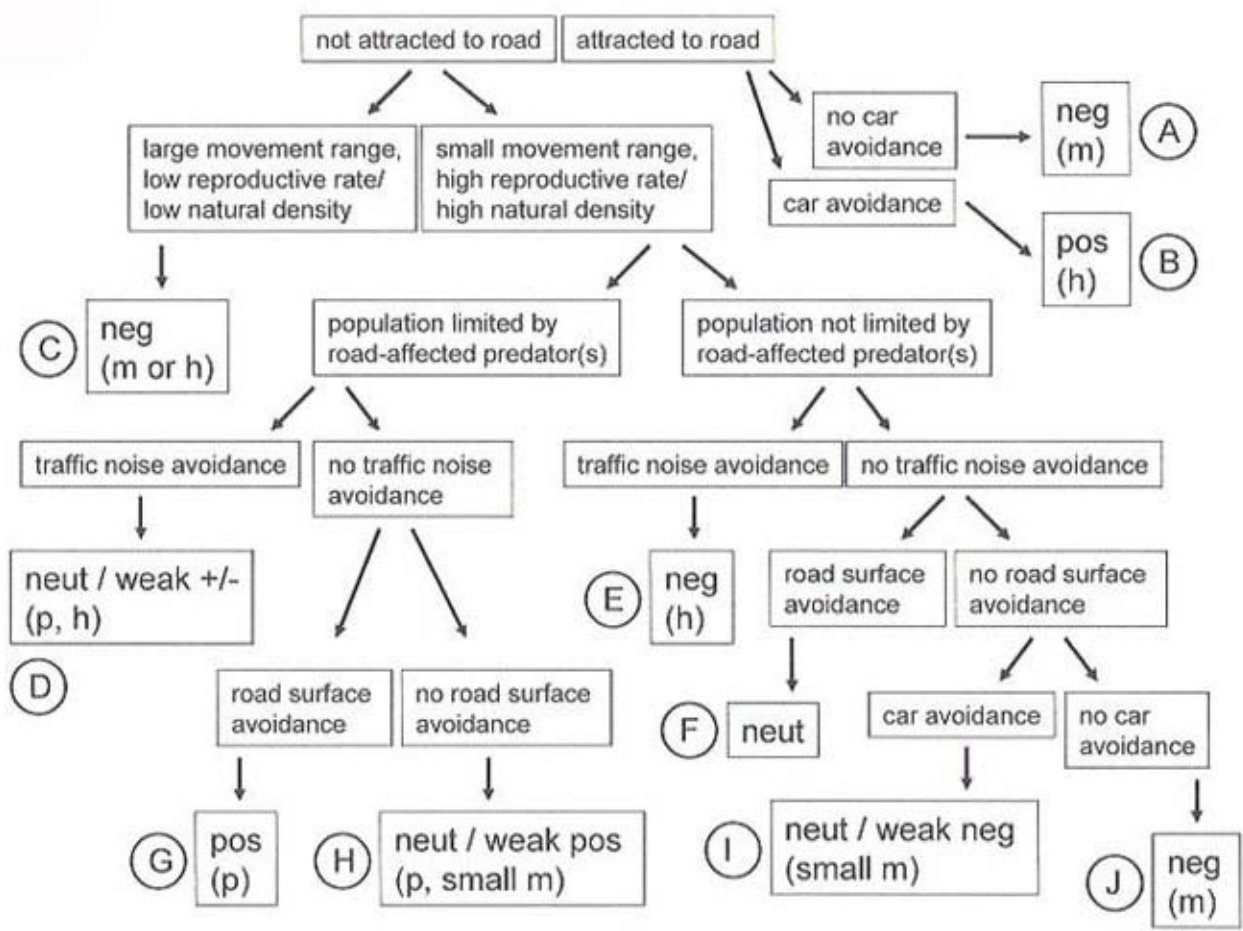 not attracted to road
attracted to road
no car
avoidance
neg
(m)
A
large movement range,
low reproductive rate/
low natural density
small movement range,
high reproductive rate/
high natural density
car avoidance
pos
(h)
B
C
neg
(m or h)
population limited by
road-affected predator(s)
population not limited by
road-affected predator(s)
traffic noise avoidance
no traffic noise
avoidance
traffic noise avoidance
no traffic noise avoidance
neut / weak +/-
(p, h)
D
E
neg
(h)
road surface
avoidance
no road surface
avoidance
road surface
avoidance
no road surface
avoidance
F
neut
car avoidance
no car
avoidance
G
pos
(p)
H
neut / weak pos
(p, small m)
I
neut / weak neg
(small m)
J
neg
(m)